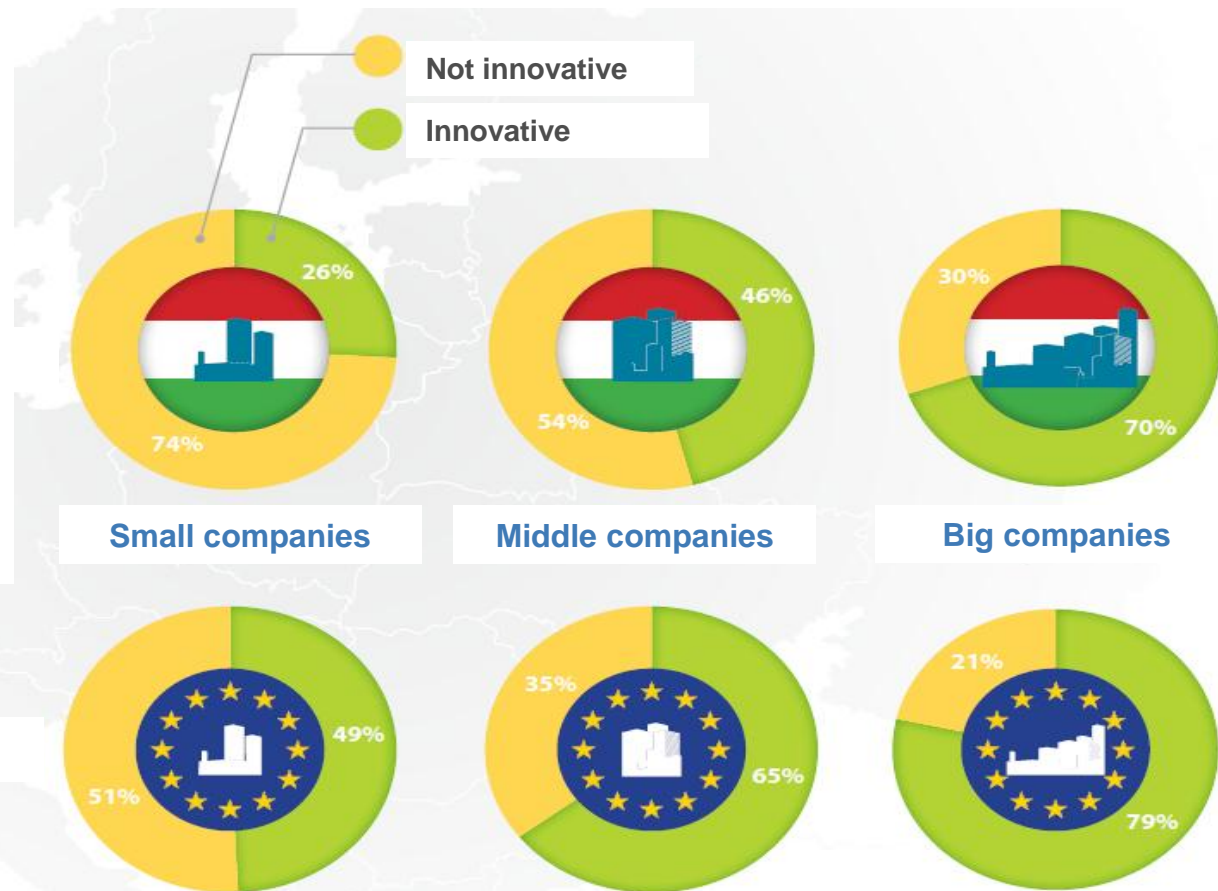 Not innovative
Innovative
26%
74%
46%
54%
30%
70%
Small companies
Middle companies
Big companies
49%
51%
35%
65%
21%
79%